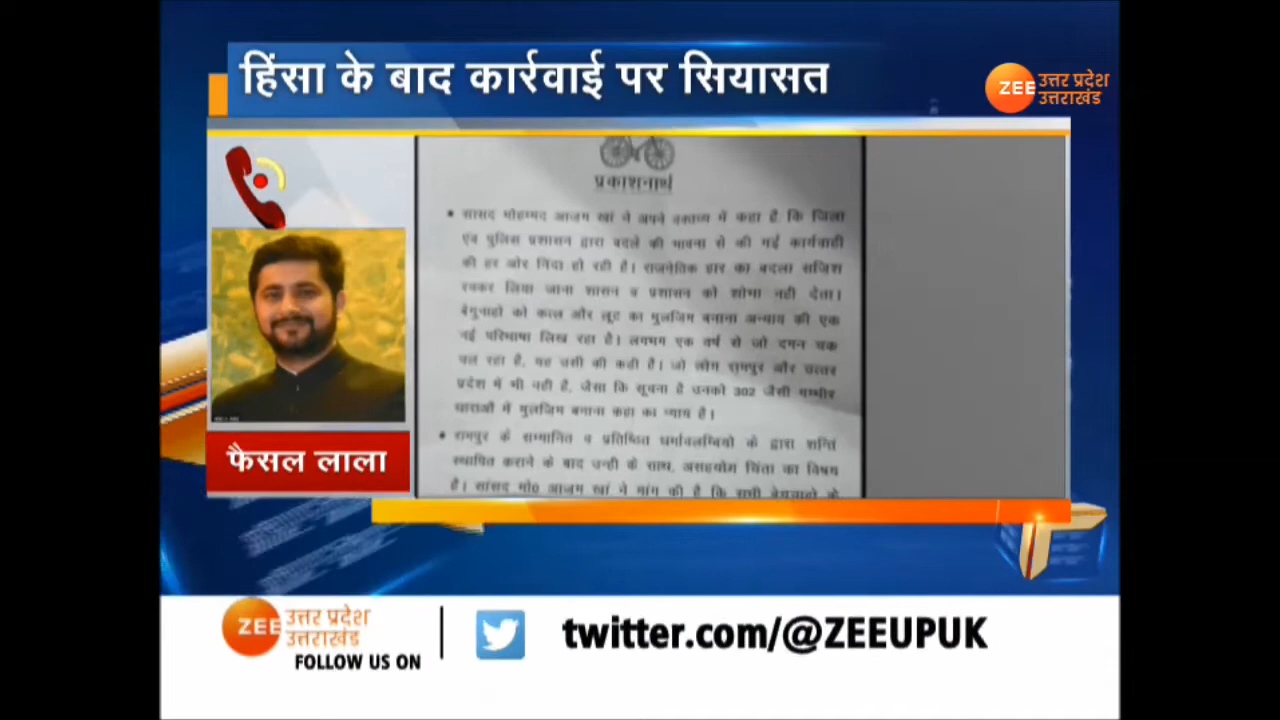 हिंसा के बाद कार्रवाई पर सियासत
ZEE उत्तर प्रदेश
उत्तराखंड
प्रकाशनार्थ
• सांसद मोहम्मद आजम खां ने अपने वक्तव्य में कहा है कि जिला
एंव पुलिस प्रशासन द्वारा बदले की भावना से की गई कार्यवाही
की हर ओर निंदा हो रही है। राजनैतिक हार का बदला साजिश
रचकर लिया जाना शासन व प्रशासन को शोभा नही देता।
बेगुनाहो को कत्ल और लूट का मुलजिम बनाना अन्याय की एक
नई परिभाषा लिख रहा है। लगभग एक वर्ष से जो दमन चक
चल रहा है, यह उसी की कड़ी है। जो लोग रामपुर और उत्तर
प्रदेश में भी नही है, जैसा कि सूचना है उनको 302 जैसी गम्भीर
धाराओं में मुलजिम बनाना कहा का न्याय है।
• रामपुर के सम्मानित व प्रतिष्ठित धर्मावलम्बियो के द्वारा शान्ति
स्थापित कराने के बाद उन्ही के साथ, असहयोग चिंता का विषय
है। सांसद मो0 आजम खां ने मांग की है कि सभी बेगुनाहो के
फैसल लाला
ZEE उत्तर प्रदेश
उत्तराखंड
FOLLOW US ON
twitter.com/@ZEEUPUK